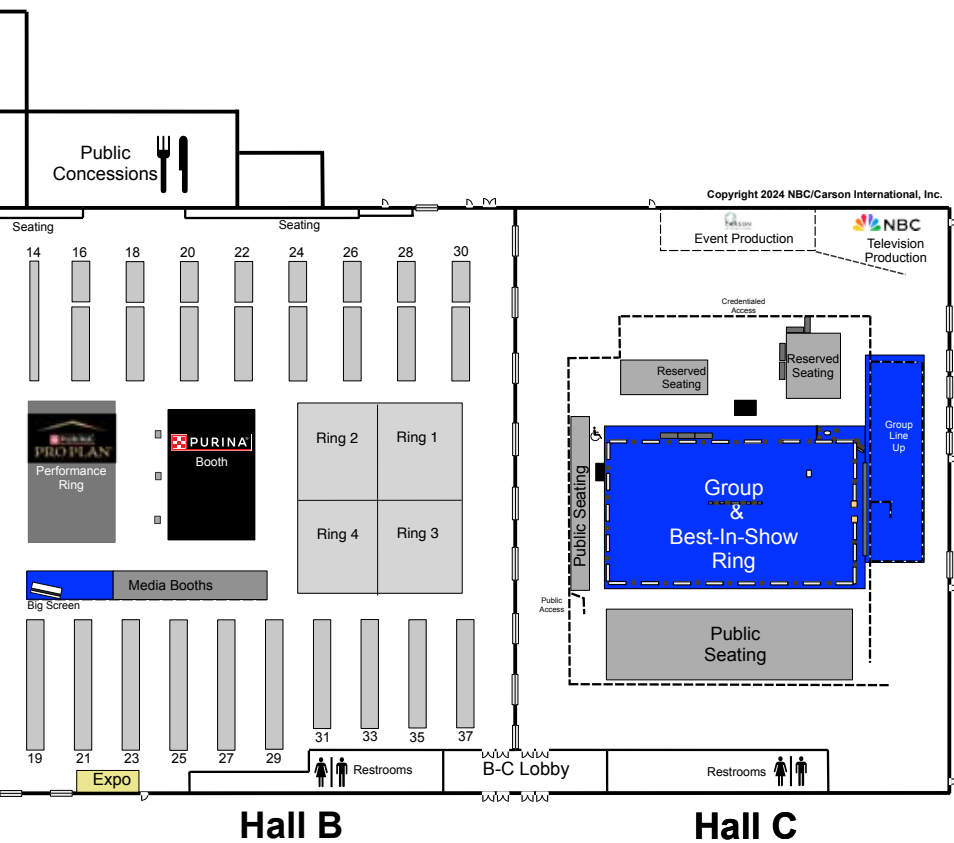 Public
Concessions
Copyright 2024 NBC/Carson International, Inc.
Seating
Seating
Event Production
NBC
Television
Production
14
16
18
20
22
24
26
28
30
Credentialed
Access
Reserved
Seating
Reserved
Seating
PURINA
PRO PLAN
Performance
Ring
PURINA
Booth
Ring 2
Ring 1
Ring 4
Ring 3
Group
Line
Up
Public Seating
Group
&
Best-In-Show
Ring
Media Booths
Big Screen
Public
Access
Public
Seating
19
21
23
25
27
29
31
33
35
37
Expo
Restrooms
B-C Lobby
Restrooms
Hall B
Hall C